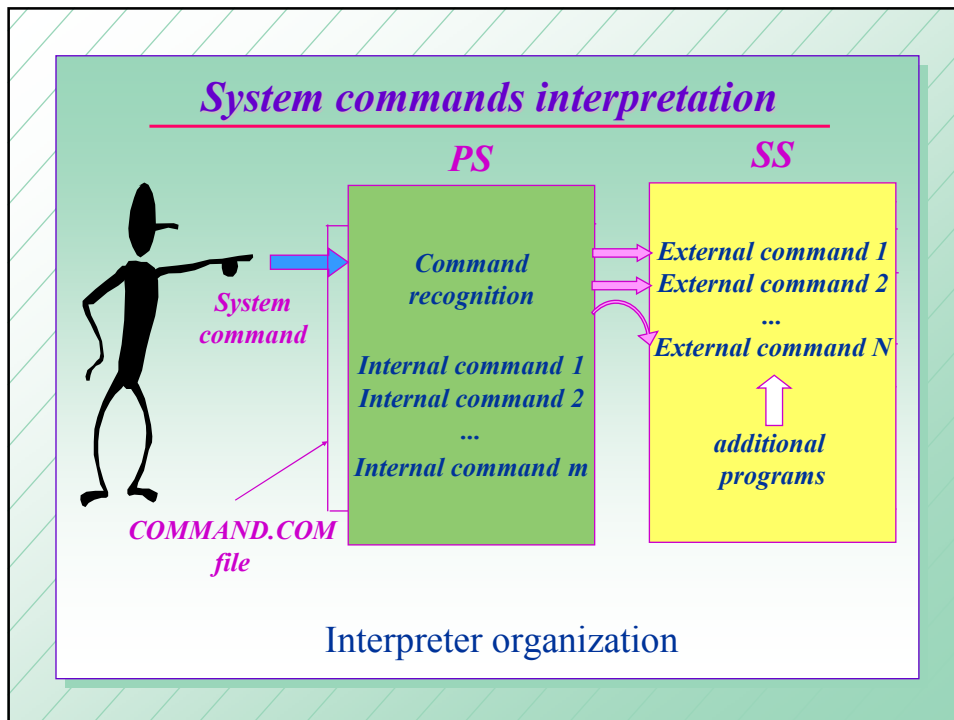 System commands interpretation
PS
SS
System
command
COMMAND.COM
file
Command
recognition
Internal command 1
Internal command 2
...
Internal command m
External command 1
External command 2
...
External command N
additional
programs
Interpreter organization